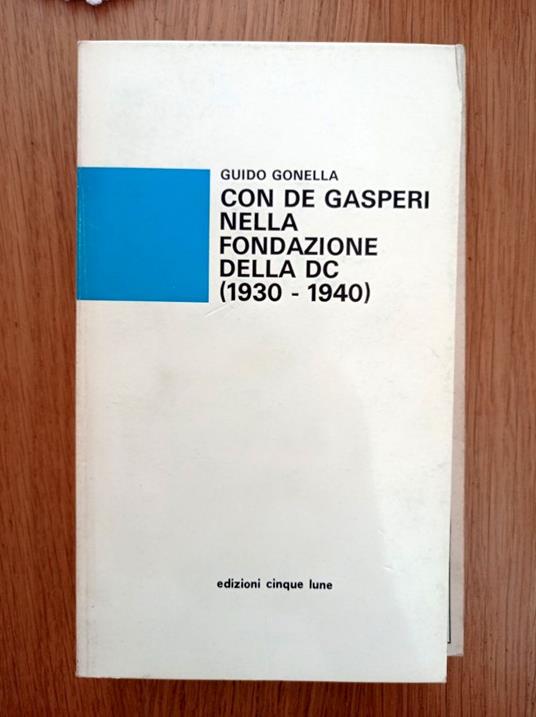 GUIDO GONELLA
CON DE GASPERI
NELLA
FONDAZIONE
DELLA DC
(1930 - 1940)
edizioni cinque lune